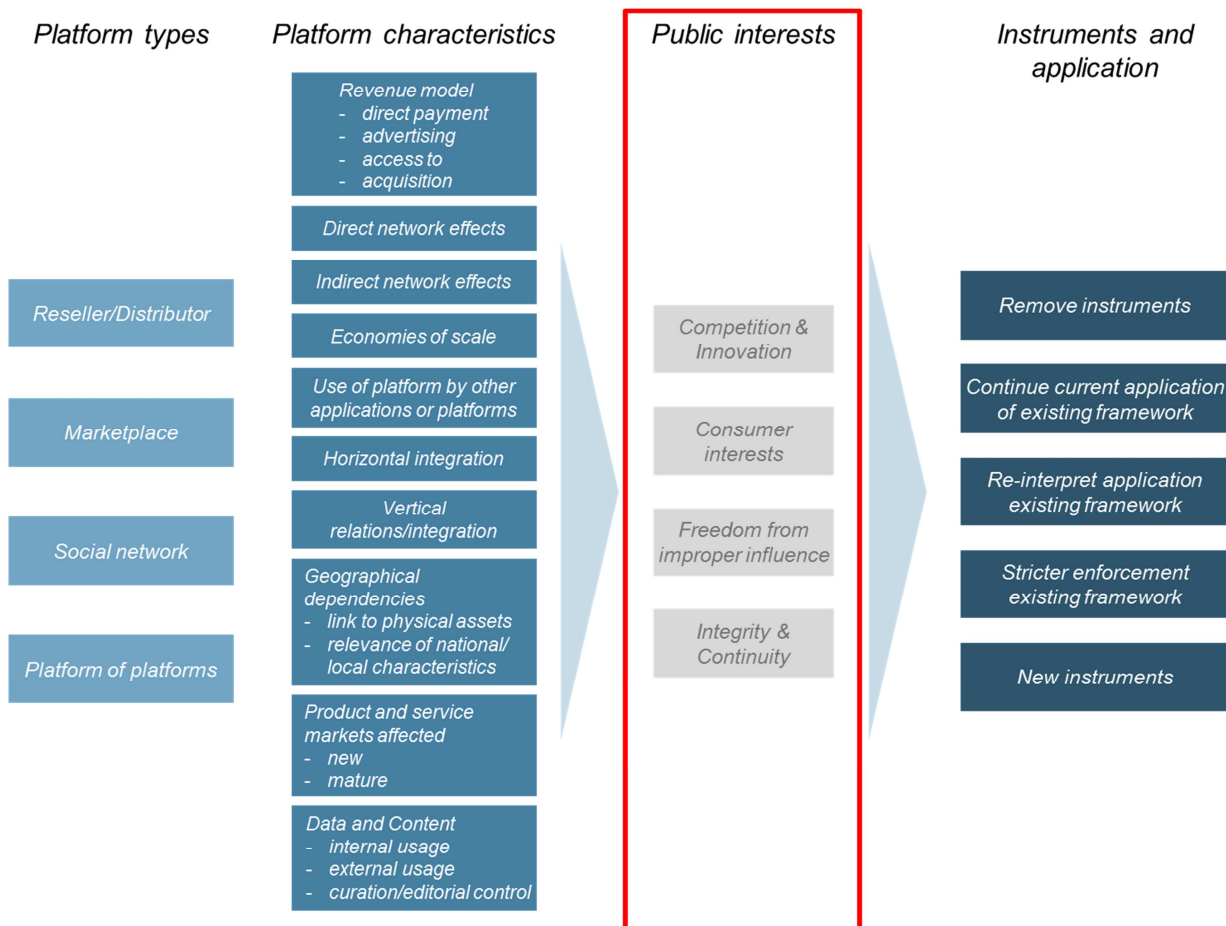 Platform types
Reseller/Distributor
Marketplace
Social network
Platform of platforms
Platform characteristics
Revenue model
- direct payment
- advertising
- access to
- acquisition
Direct network effects
Indirect network effects
Economies of scale
Use of platform by other
applications or platforms
Horizontal integration
Vertical
relations/integration
Geographical
dependencies
- link to physical assets
- relevance of national/
local characteristics
Product and service
markets affected
- new
- mature
Data and Content
- internal usage
- external usage
- curation/editorial control
Public interests
Competition &
Innovation
Consumer
interests
Freedom from
improper influence
Integrity &
Continuity
Instruments and
application
Remove instruments
Continue current application
of existing framework
Re-interpret application
existing framework
Stricter enforcement
existing framework
New instruments